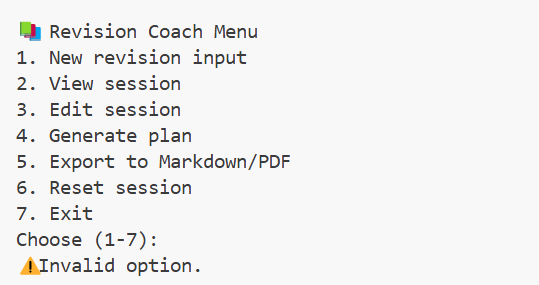 📚 Revision Coach Menu
1. New revision input
2. View session
3. Edit session
4. Generate plan
5. Export to Markdown/PDF
6. Reset session
7. Exit
Choose (1-7):
⚠️Invalid option.